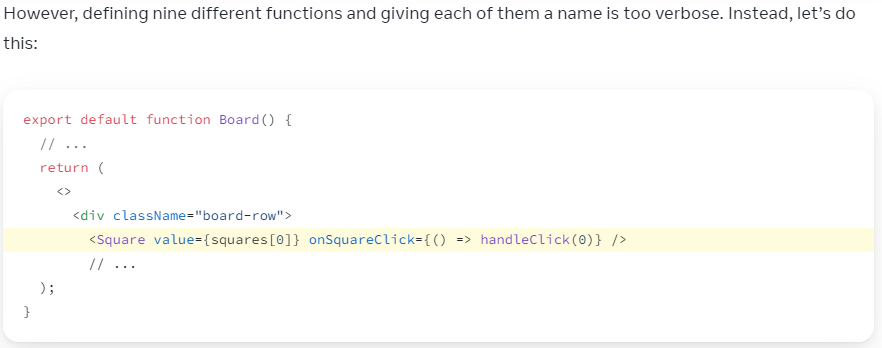 However, defining nine different functions and giving each of them a name is too verbose. Instead, let’s do
this:
export default function Board() {
  // ...
  return (
    <>
      <div className="board-row">
        <Square value={squares[0]} onSquareClick={() => handleClick(0)} />
        // ...
  );
}